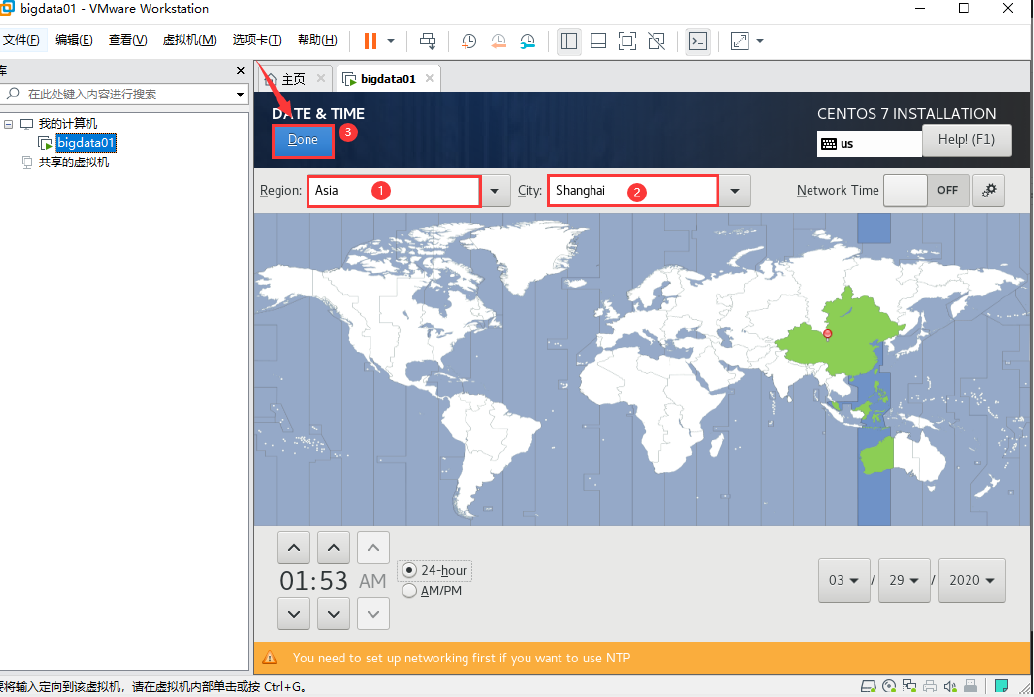 bigdata01 - VMware Workstation
文件(F) 编辑(E) 查看(V) 虚拟机(M) 选项卡(T) 帮助(H)
库
主页 bigdata01
在此处键入内容进行搜索
我的计算机
bigdata01
共享的虚拟机
DATE & TIME
Done
3
CENTOS 7 INSTALLATION
us
Help! (F1)
Region: Asia 1 City: Shanghai 2 Network Time OFF
01:53 AM
24-hour
AM/PM
03 / 29 / 2020
You need to set up networking first if you want to use NTP
要将输入定向到该虚拟机，请在虚拟机内部单击或按 Ctrl+G。